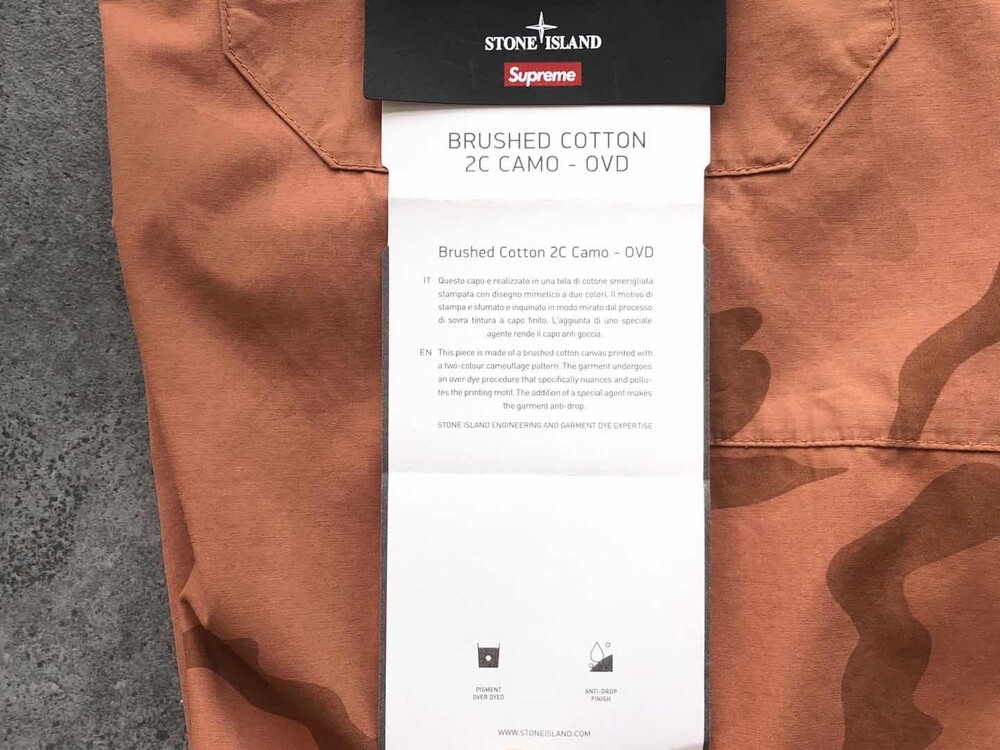 STONE ISLAND
Supreme
BRUSHED COTTON
2C CAMO - OVD
Brushed Cotton 2C Camo - OVD
IT Questo capo e realizzato in una tela di cotone smerigliata
stampata con disegno mimetico a due colori. Il motivo di
stampa e sfumato e inquinato in modo mirato dal processo
di sovra tintura a capo finito. L'aggiunta di uno speciale
agente rende il capo anti goccia.
EN This piece is made of a brushed cotton canvas printed with
a two-colour camouflage pattern. The garment undergoes
an over dye procedure that specifically nuances and pollu-
tes the printing motif. The addition of a special agent makes
the garment anti-drop.
STONE ISLAND ENGINEERING AND GARMENT DYE EXPERTISE
PIGMENT
OVER DYED
ANTI-DROP
FINISH
WWW.STONEISLAND.COM